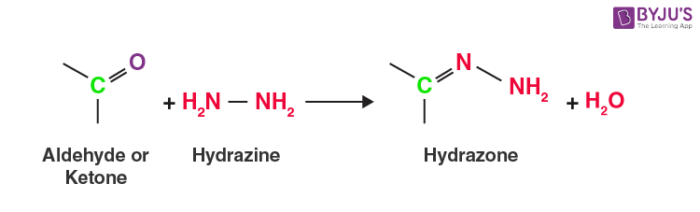 BYJU'S
The Learning App
C O + H₂N — NH₂ → C N NH₂ + H₂O
Aldehyde or Ketone
Hydrazine
Hydrazone